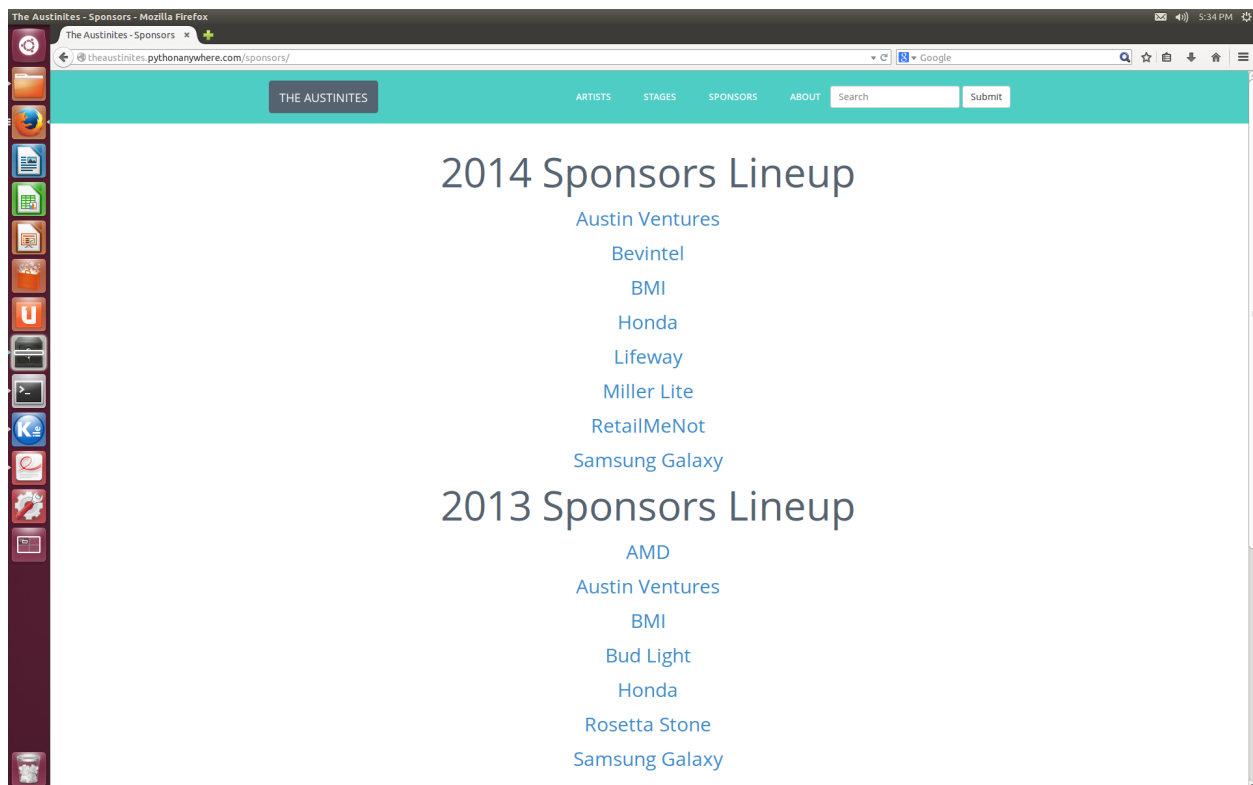 The Austinites - Sponsors - Mozilla Firefox
5:34 PM
The Austinites - Sponsors
theaustinites.pythonanywhere.com/sponsors/
Google
THE AUSTINITES
ARTISTS
STAGES
SPONSORS
ABOUT
Search
Submit
2014 Sponsors Lineup
Austin Ventures
Bevintel
BMI
Honda
Lifeway
Miller Lite
RetailMeNot
Samsung Galaxy
2013 Sponsors Lineup
AMD
Austin Ventures
BMI
Bud Light
Honda
Rosetta Stone
Samsung Galaxy